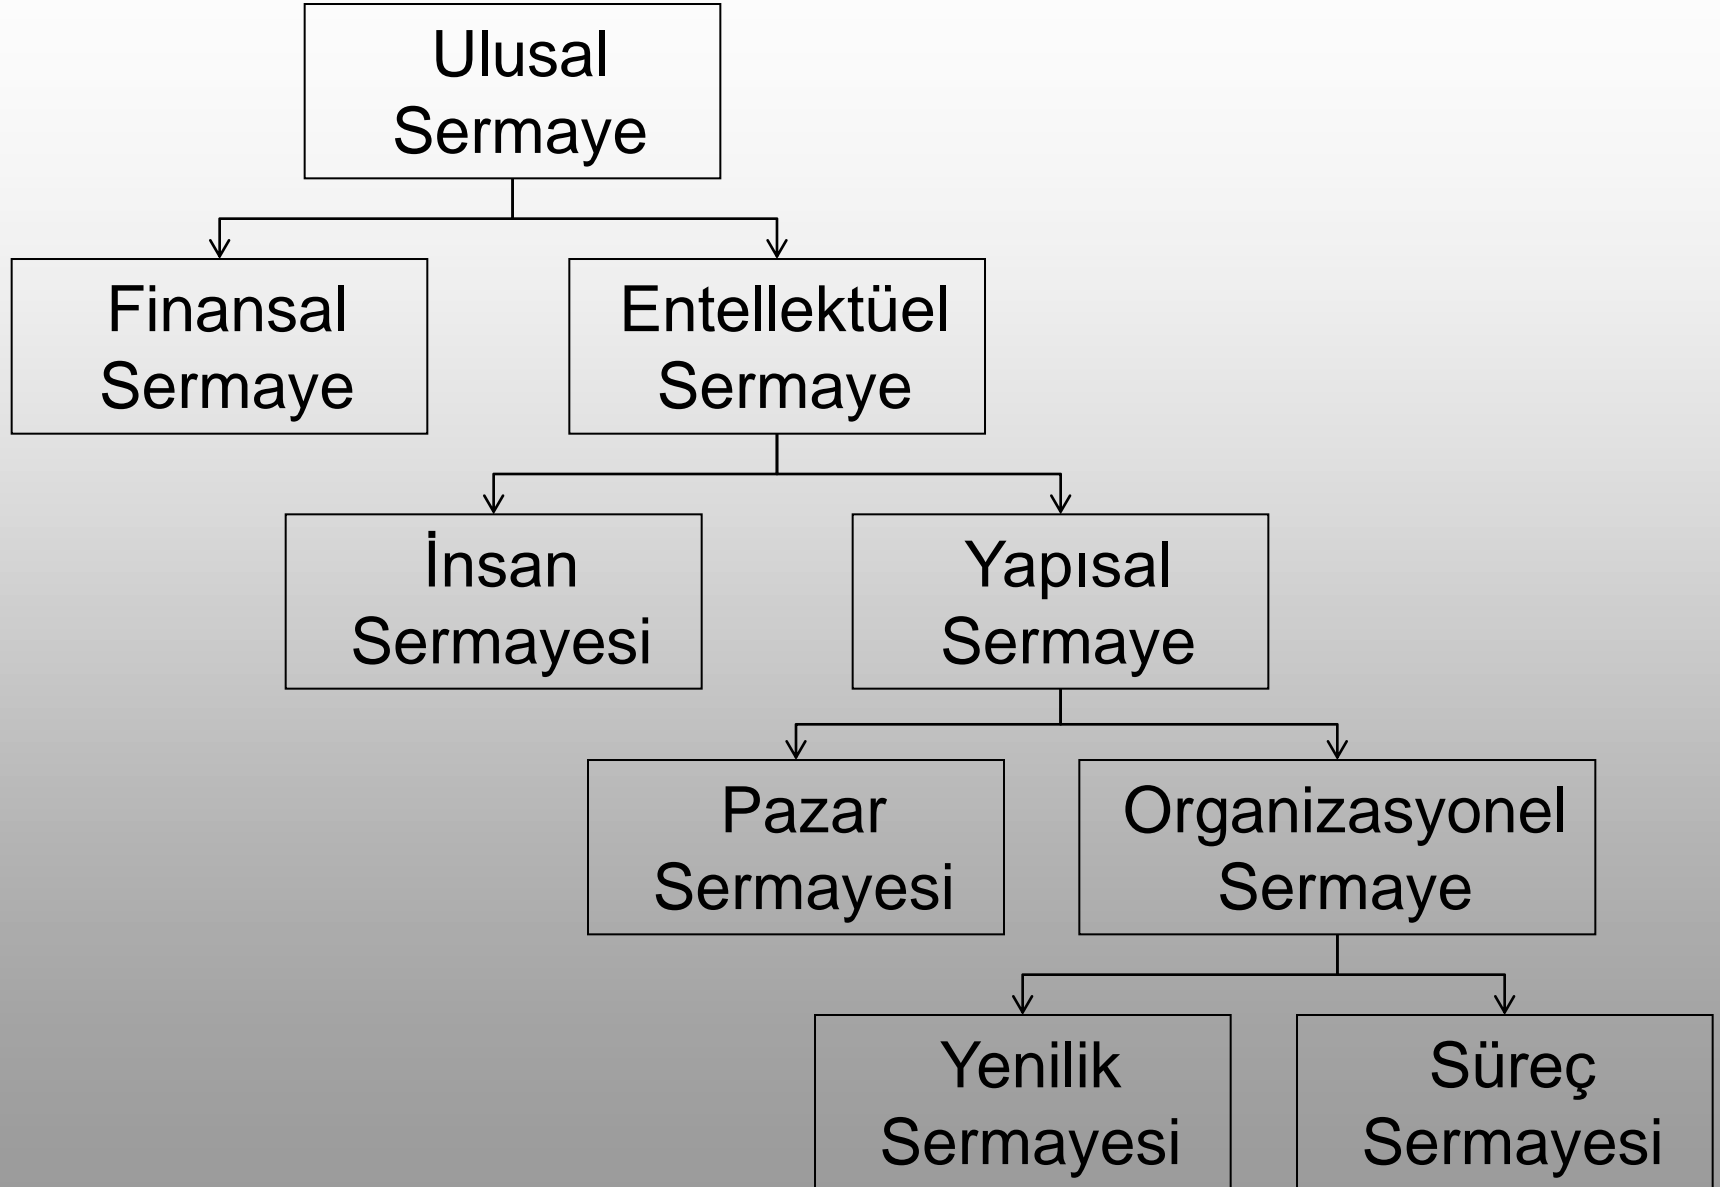 Ulusal
Sermaye
Finansal
Sermaye
Entellektüel
Sermaye
İnsan
Sermayesi
Yapısal
Sermaye
Pazar
Sermayesi
Organizasyonel
Sermaye
Yenilik
Sermayesi
Süreç
Sermayesi